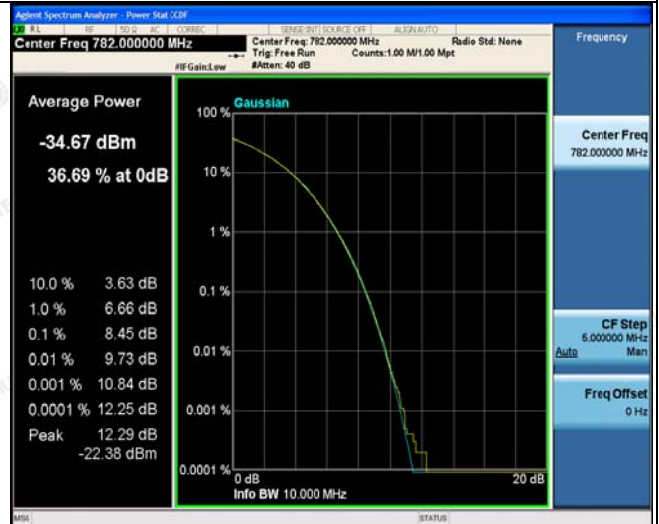 Agilent Spectrum Analyzer - Power Stat CCDF
RL RF 50 Ω AC CORREC SENSE:INT SOURCE OFF ALIGN AUTO
Center Freq 782.000000 MHz
Center Freq: 782.000000 MHz Radio Std: None
Trig: Free Run Counts:1.00 M/1.00 Mpt
#IFGain:Low #Atten: 40 dB
Frequency
Average Power
-34.67 dBm
36.69 % at 0dB
10.0 % 3.63 dB
1.0 % 6.66 dB
0.1 % 8.45 dB
0.01 % 9.73 dB
0.001 % 10.84 dB
0.0001 % 12.25 dB
Peak 12.29 dB
-22.38 dBm
Gaussian
100 %
10 %
1 %
0.1 %
0.01 %
0.001 %
0.0001 %
0 dB 20 dB
Info BW 10.000 MHz
Center Freq
782.000000 MHz
CF Step
5.000000 MHz
Auto Man
Freq Offset
0 Hz
MSG STATUS